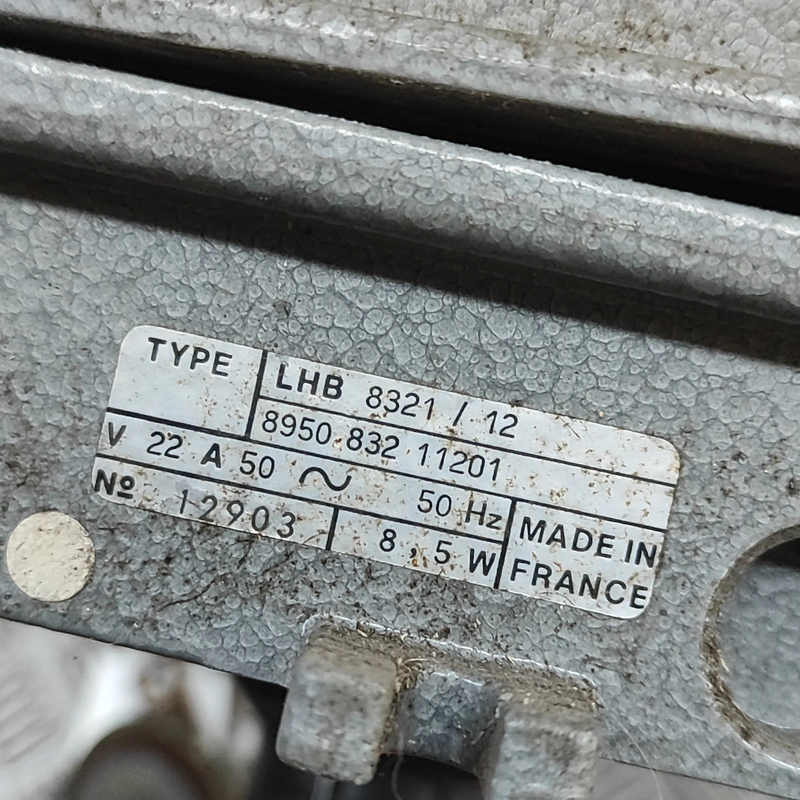 TYPE LHB 8321 / 12
8950 832 11201
V 22 A 50 ~ 50 Hz
Nº 12903 8,5 W
MADE IN
FRANCE